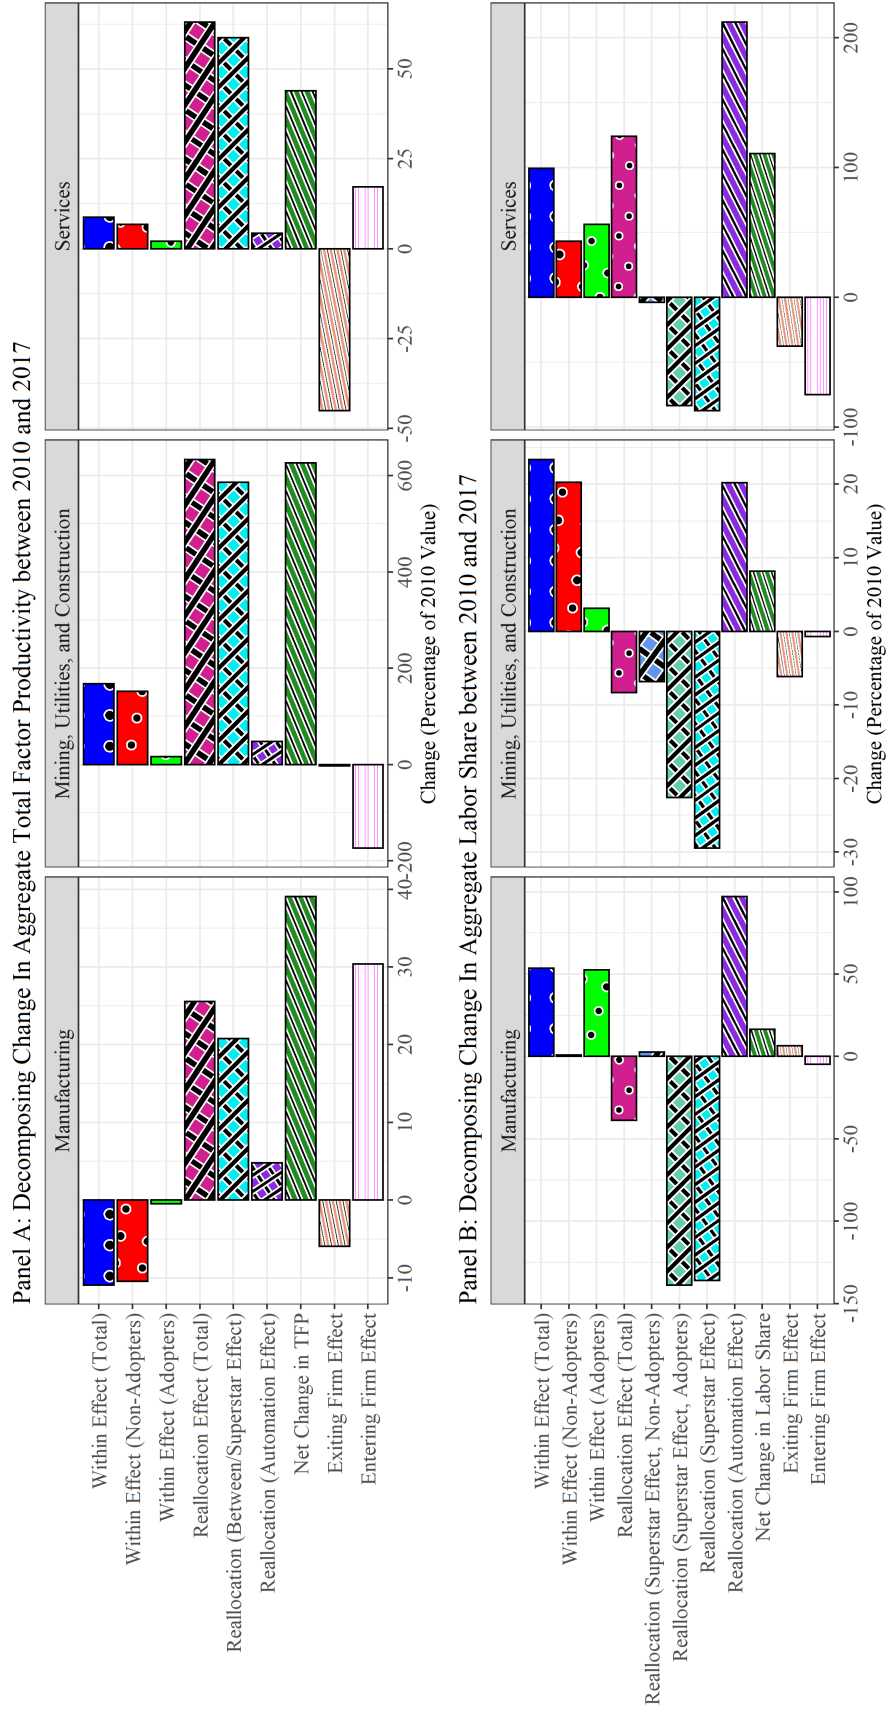 Panel A: Decomposing Change In Aggregate Total Factor Productivity between 2010 and 2017
Manufacturing
Mining, Utilities, and Construction
Services
Within Effect (Total)
Within Effect (Non-Adopters)
Within Effect (Adopters)
Reallocation Effect (Total)
Reallocation (Between/Superstar Effect)
Reallocation (Automation Effect)
Net Change in TFP
Exiting Firm Effect
Entering Firm Effect
-10 0 10 20 30 40
-200 0 200 400 600
-50 -25 0 25 50
Change (Percentage of 2010 Value)
Panel B: Decomposing Change In Aggregate Labor Share between 2010 and 2017
Manufacturing
Mining, Utilities, and Construction
Services
Within Effect (Total)
Within Effect (Non-Adopters)
Within Effect (Adopters)
Reallocation Effect (Total)
Reallocation (Superstar Effect, Non-Adopters)
Reallocation (Superstar Effect, Adopters)
Reallocation (Superstar Effect)
Reallocation (Automation Effect)
Net Change in Labor Share
Exiting Firm Effect
Entering Firm Effect
-150 -100 -50 0 50 100
-30 -20 -10 0 10 20
-100 0 100 200
Change (Percentage of 2010 Value)